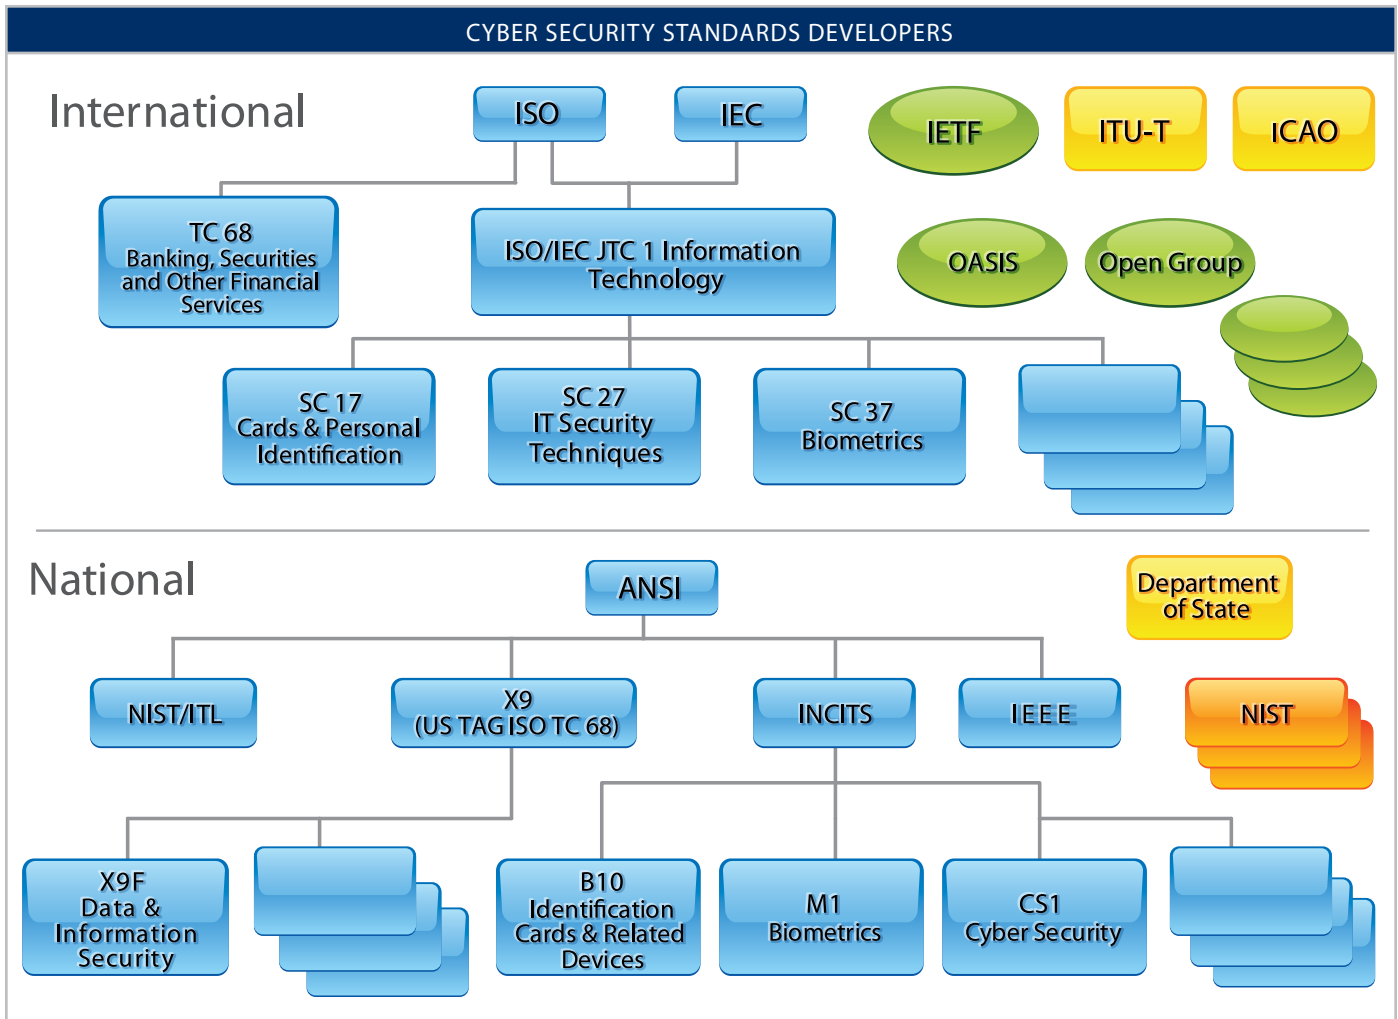 CYBER SECURITY STANDARDS DEVELOPERS
International
ISO
IEC
IETF
ITU-T
ICAO
TC 68
Banking, Securities
and Other Financial
Services
ISO/IEC JTC 1 Information
Technology
OASIS
Open Group
SC 17
Cards & Personal
Identification
SC 27
IT Security
Techniques
SC 37
Biometrics
National
ANSI
Department
of State
NIST/ITL
X9
(US TAG ISO TC 68)
INCITS
IEEE
NIST
X9F
Data &
Information
Security
B10
Identification
Cards & Related
Devices
M1
Biometrics
CS1
Cyber Security